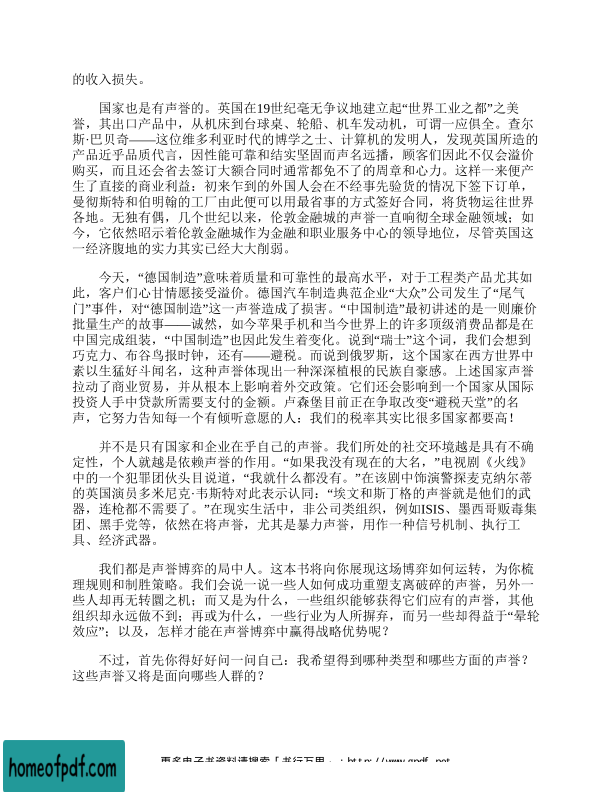 的收入损失。
国家也是有声誉的。英国在19世纪毫无争议地建立起“世界工业之都”之美
誉，其出口产品中，从机床到台球桌、轮船、机车发动机，可谓一应俱全。查尔
斯·巴贝奇——这位维多利亚时代的博学之士、计算机的发明人，发现英国所造的
产品近乎品质代言，因性能可靠和结实坚固而声名远播，顾客们因此不仅会溢价
购买，而且还会省去签订大额合同时通常都免不了的周章和心力。这样一来便产
生了直接的商业利益：初来乍到的外国人会在不经事先验货的情况下签下订单，
曼彻斯特和伯明翰的工厂由此便可以用最省事的方式签好合同，将货物运往世界
各地。无独有偶，几个世纪以来，伦敦金融城的声誉一直响彻全球金融领域；如
今，它依然昭示着伦敦金融城作为金融和职业服务中心的领导地位，尽管英国这
一经济腹地的实力其实已经大大削弱。
今天，“德国制造”意味着质量和可靠性的最高水平，对于工程类产品尤其如
此，客户们心甘情愿接受溢价。德国汽车制造典范企业“大众”公司发生了“尾气
门”事件，对“德国制造”这一声誉造成了损害。“中国制造”最初讲述的是一则廉价
批量生产的故事——诚然，如今苹果手机和当今世界上的许多顶级消费品都是在
中国完成组装，“中国制造”也因此发生着变化。说到“瑞士”这个词，我们会想到
巧克力、布谷鸟报时钟，还有——避税。而说到俄罗斯，这个国家在西方世界中
素以生猛好斗闻名，这种声誉体现出一种深深植根的民族自豪感。上述国家声誉
拉动了商业贸易，并从根本上影响着外交政策。它们还会影响到一个国家从国际
投资人手中贷款所需要支付的金额。卢森堡目前正在争取改变“避税天堂”的名
声，它努力告知每一个有倾听意愿的人：我们的税率其实比很多国家都要高！
并不是只有国家和企业在乎自己的声誉。我们所处的社交环境越是具有不确
定性，个人就越是依赖声誉的作用。“如果我没有现在的大名，”电视剧《火线》
中的一个犯罪团伙头目说道，“我就什么都没有。”在该剧中饰演警探麦克纳尔蒂
的英国演员多米尼克·韦斯特对此表示认同：“埃文和斯丁格的声誉就是他们的武
器，连枪都不需要了。”在现实生活中，非公司类组织，例如ISIS、墨西哥贩毒集
团、黑手党等，依然在将声誉，尤其是暴力声誉，用作一种信号机制、执行工
具、经济武器。
我们都是声誉博弈的局中人。这本书将向你展现这场博弈如何运转，为你梳
理规则和制胜策略。我们会说一说一些人如何成功重塑支离破碎的声誉，另外一
些人却再无转圜之机；而又是为什么，一些组织能够获得它们应有的声誉，其他
组织却永远做不到；再或为什么，一些行业为人所摒弃，而另一些却得益于“晕轮
效应”；以及，怎样才能在声誉博弈中赢得战略优势呢？
不过，首先你得好好问一问自己：我希望得到哪种类型和哪些方面的声誉？
这些声誉又将是面向哪些人群的？
homeofpdf.com